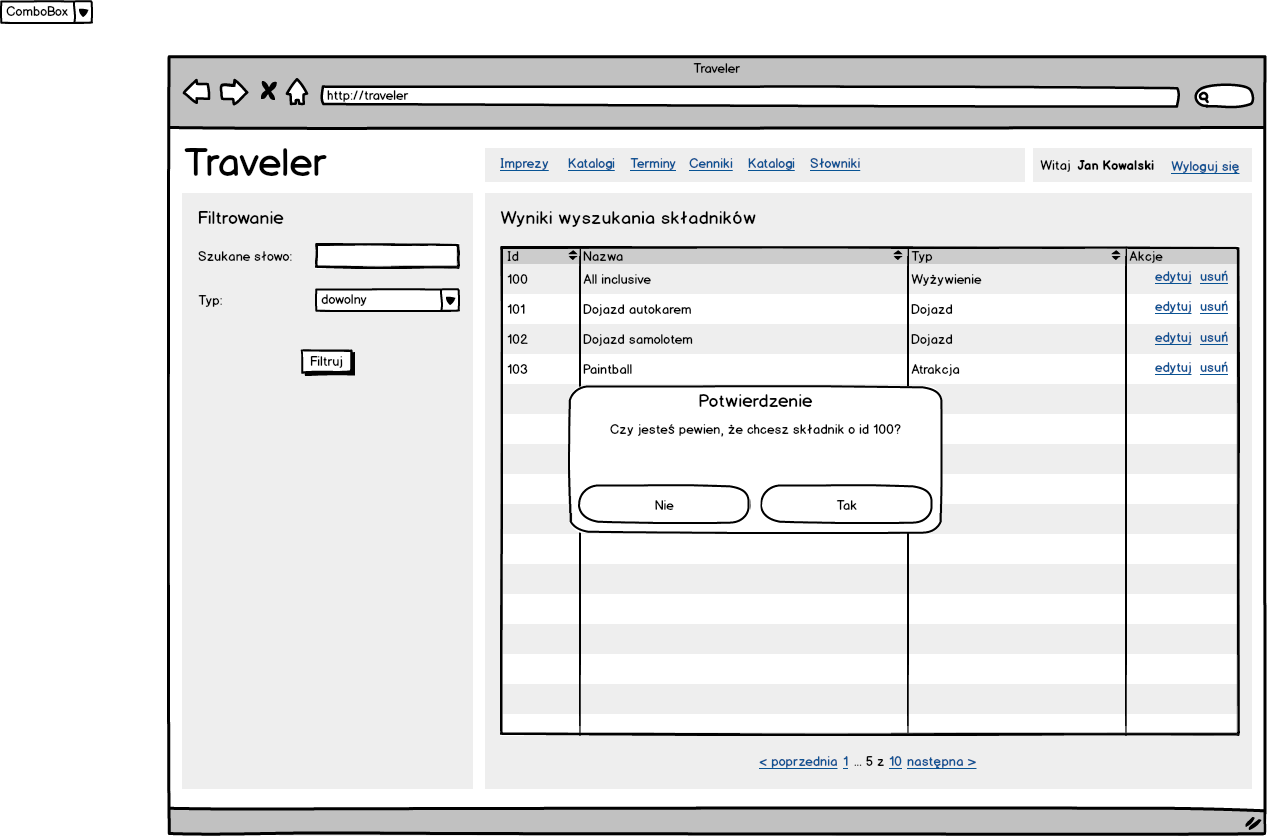 ComboBox
Traveler
http://traveler
Traveler
Imprezy Katalogi Terminy Cenniki Katalogi Słowniki
Witaj Jan Kowalski Wyloguj się
Filtrowanie
Szukane słowo:
Typ: dowolny
Filtruj
Wyniki wyszukania składników
Id Nazwa Typ Akcje
100 All inclusive Wyżywienie edytuj usuń
101 Dojazd autokarem Dojazd edytuj usuń
102 Dojazd samolotem Dojazd edytuj usuń
103 Paintball Atrakcja edytuj usuń
Potwierdzenie
Czy jesteś pewien, że chcesz składnik o id 100?
Nie Tak
< poprzednia 1 ... 5 z 10 następna >